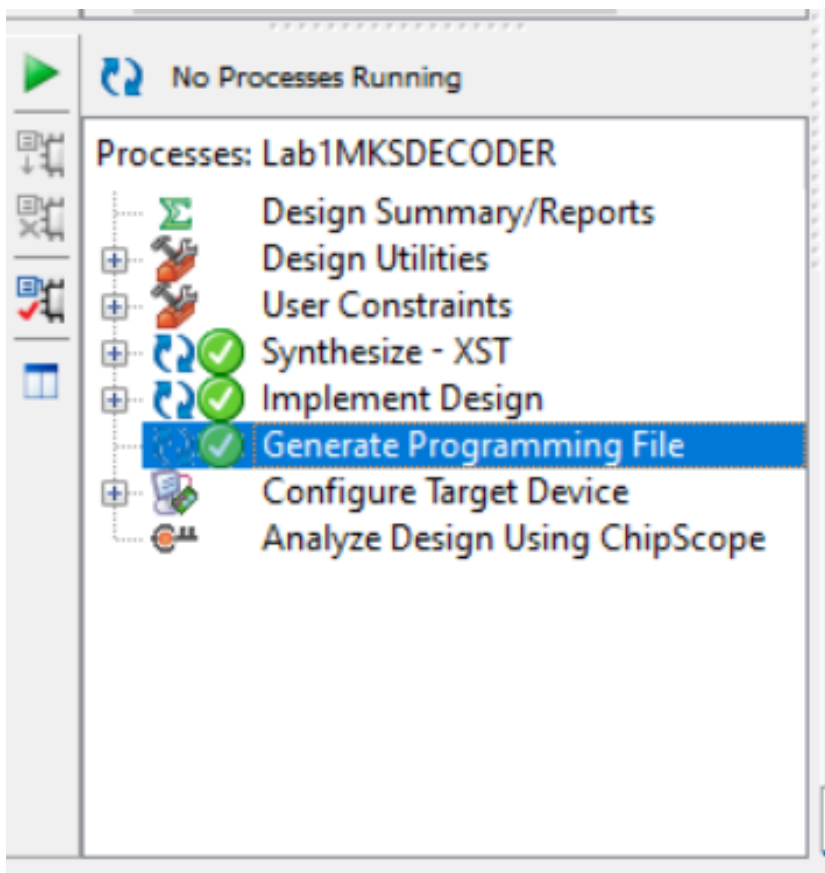 No Processes Running
Processes: Lab1MKSDECODER
Design Summary/Reports
Design Utilities
User Constraints
Synthesize - XST
Implement Design
Generate Programming File
Configure Target Device
Analyze Design Using ChipScope